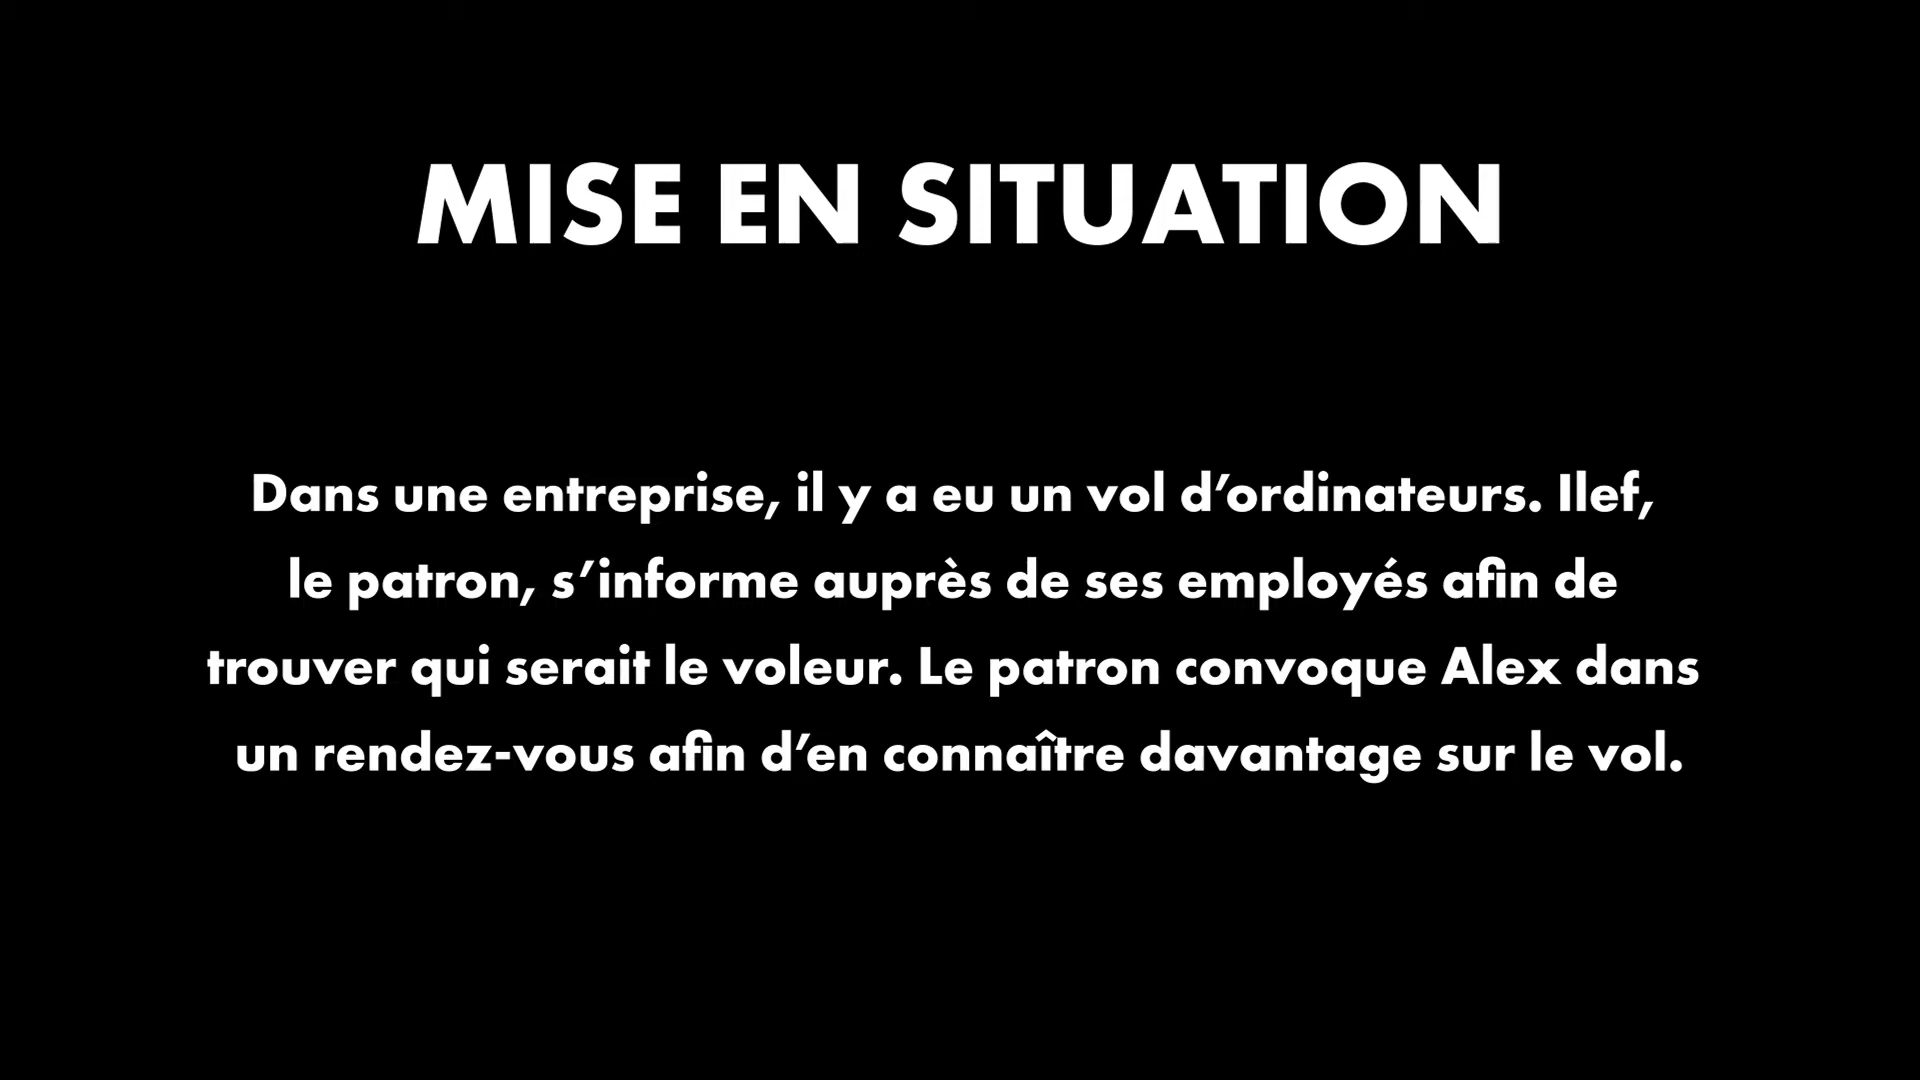 MISE EN SITUATION
Dans une entreprise, il y a eu un vol d’ordinateurs. Ilef,
le patron, s’informe auprès de ses employés afin de
trouver qui serait le voleur. Le patron convoque Alex dans
un rendez-vous afin d’en connaître davantage sur le vol.